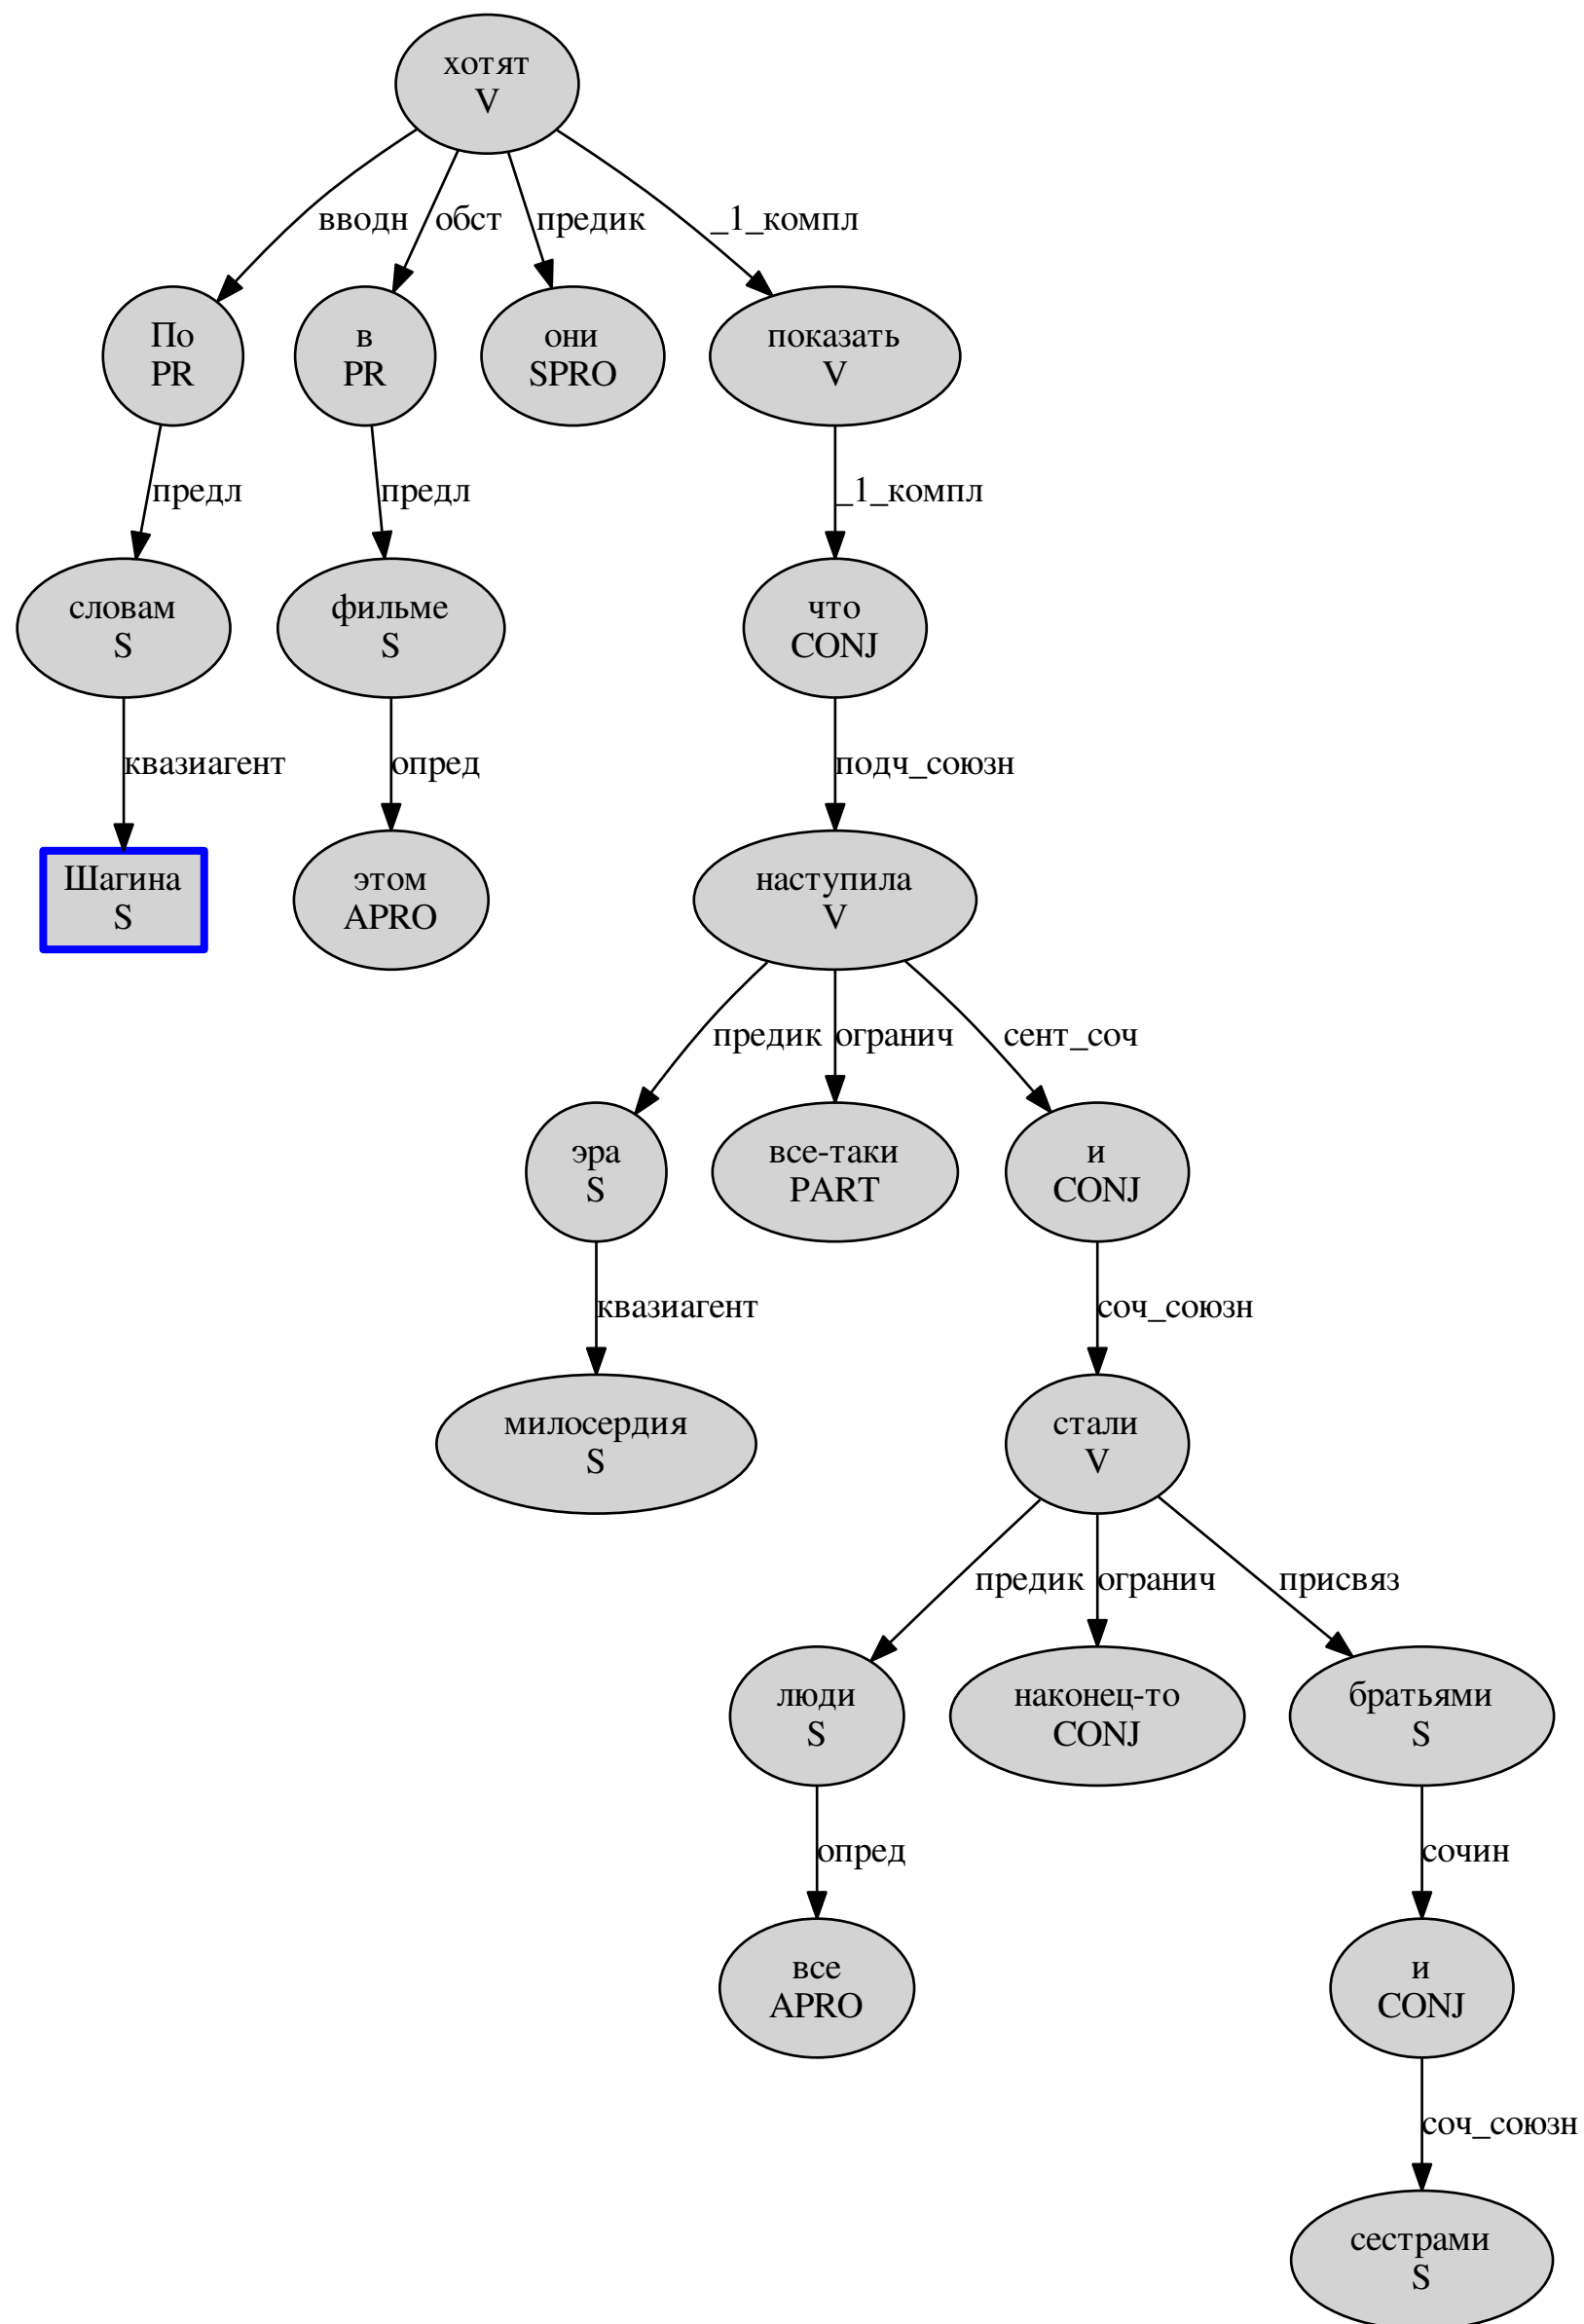 хотят
V
вводн
обст
предик
_1_компл
По
PR
в
PR
они
SPRO
показать
V
предл
предл
_1_компл
словам
S
фильме
S
что
CONJ
квазиагент
опред
подч_союзн
Шагина
S
этом
APRO
наступила
V
предик
огранич
сент_соч
эра
S
все-таки
PART
и
CONJ
квазиагент
соч_союзн
милосердия
S
стали
V
предик
огранич
присвяз
люди
S
наконец-то
CONJ
братьями
S
опред
сочин
все
APRO
и
CONJ
соч_союзн
сестрами
S